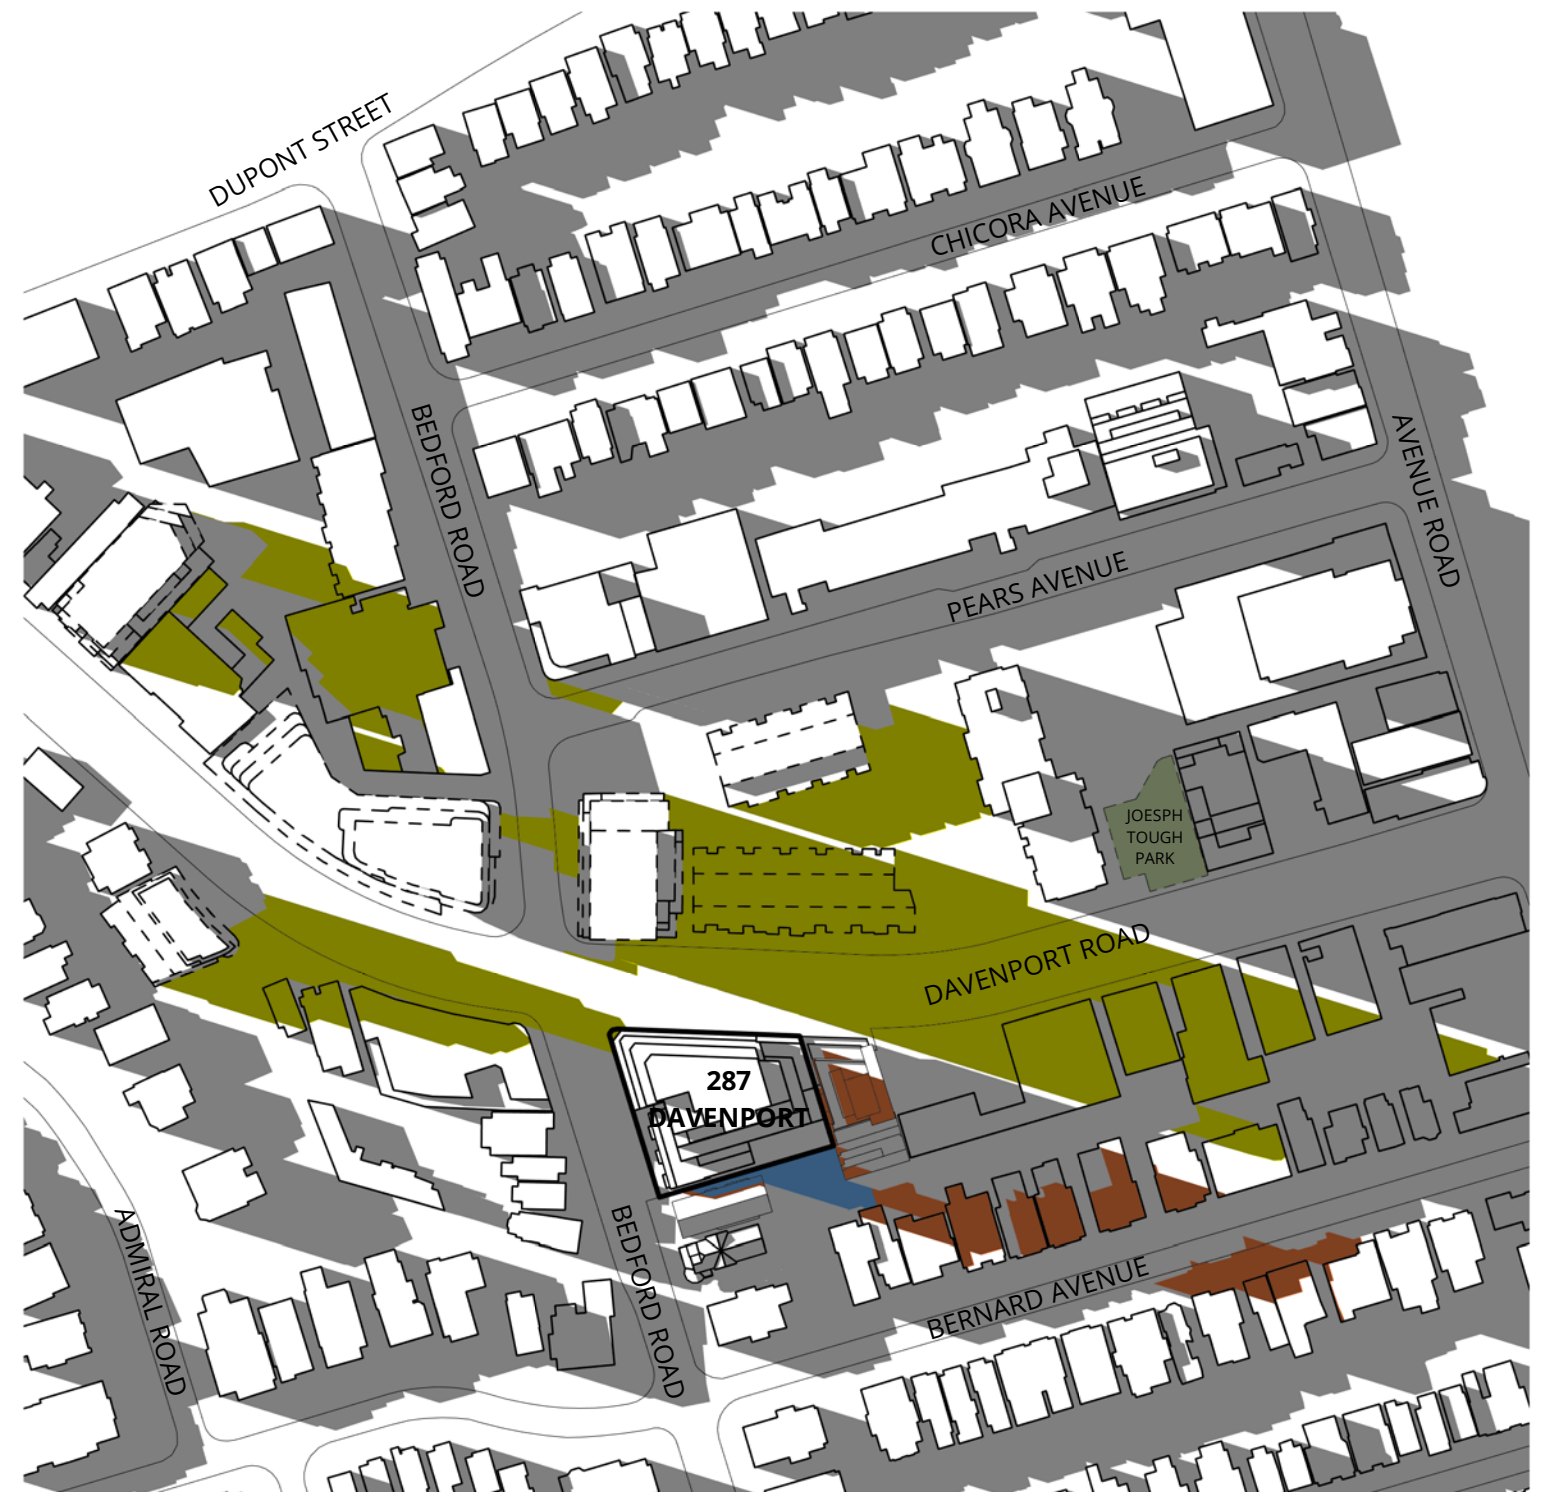 DUPONT STREET
CHICORA AVENUE
BEDFORD ROAD
AVENUE ROAD
PEARS AVENUE
JOESPH
TOUGH
PARK
DAVENPORT ROAD
287
DAVENPORT
ADMIRAL ROAD
BEDFORD ROAD
BERNARD AVENUE